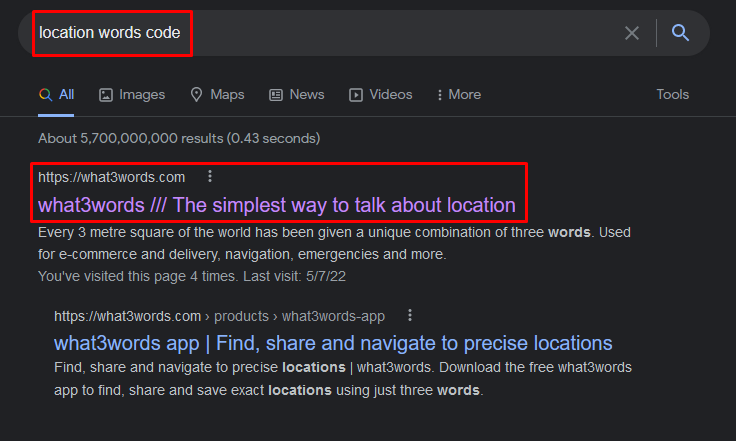 location words code
All Images Maps News Videos More Tools
About 5,700,000,000 results (0.43 seconds)
https://what3words.com
what3words /// The simplest way to talk about location
Every 3 metre square of the world has been given a unique combination of three words. Used
for e-commerce and delivery, navigation, emergencies and more.
You've visited this page 4 times. Last visit: 5/7/22
https://what3words.com › products › what3words-app
what3words app | Find, share and navigate to precise locations
Find, share and navigate to precise locations | what3words. Download the free what3words
app to find, share and save exact locations using just three words.